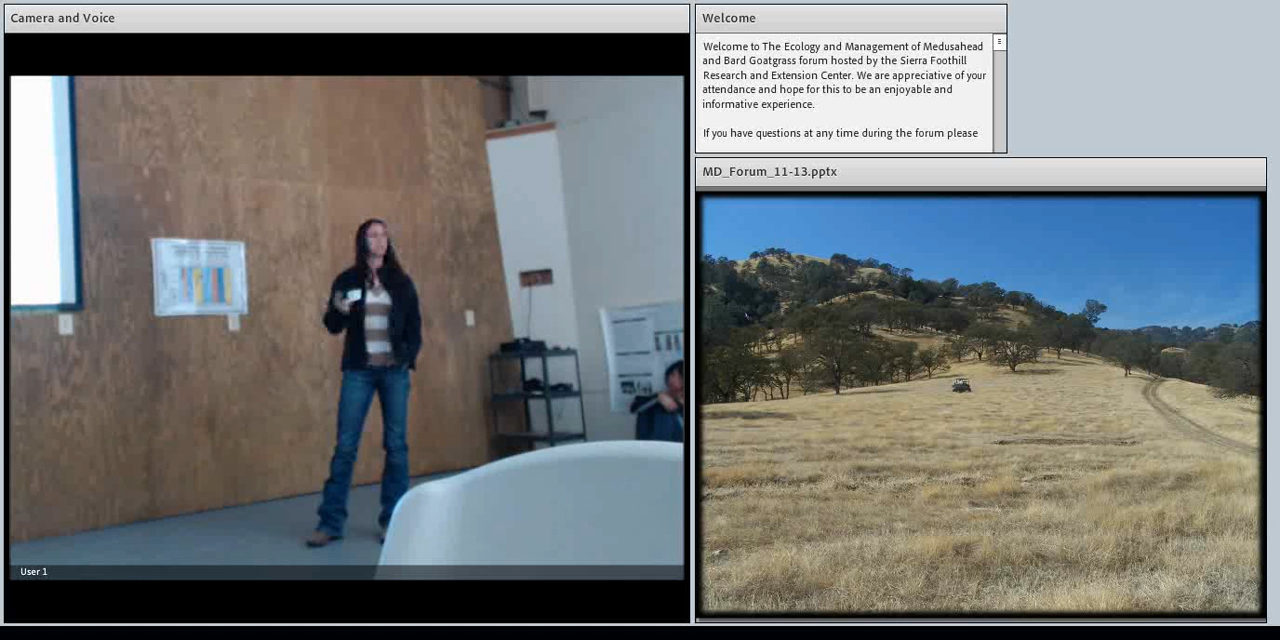 Camera and Voice
User 1
Welcome
Welcome to The Ecology and Management of Medusahead
and Bard Goatgrass forum hosted by the Sierra Foothill
Research and Extension Center. We are appreciative of your
attendance and hope for this to be an enjoyable and
informative experience.
If you have questions at any time during the forum please
MD_Forum_11-13.pptx